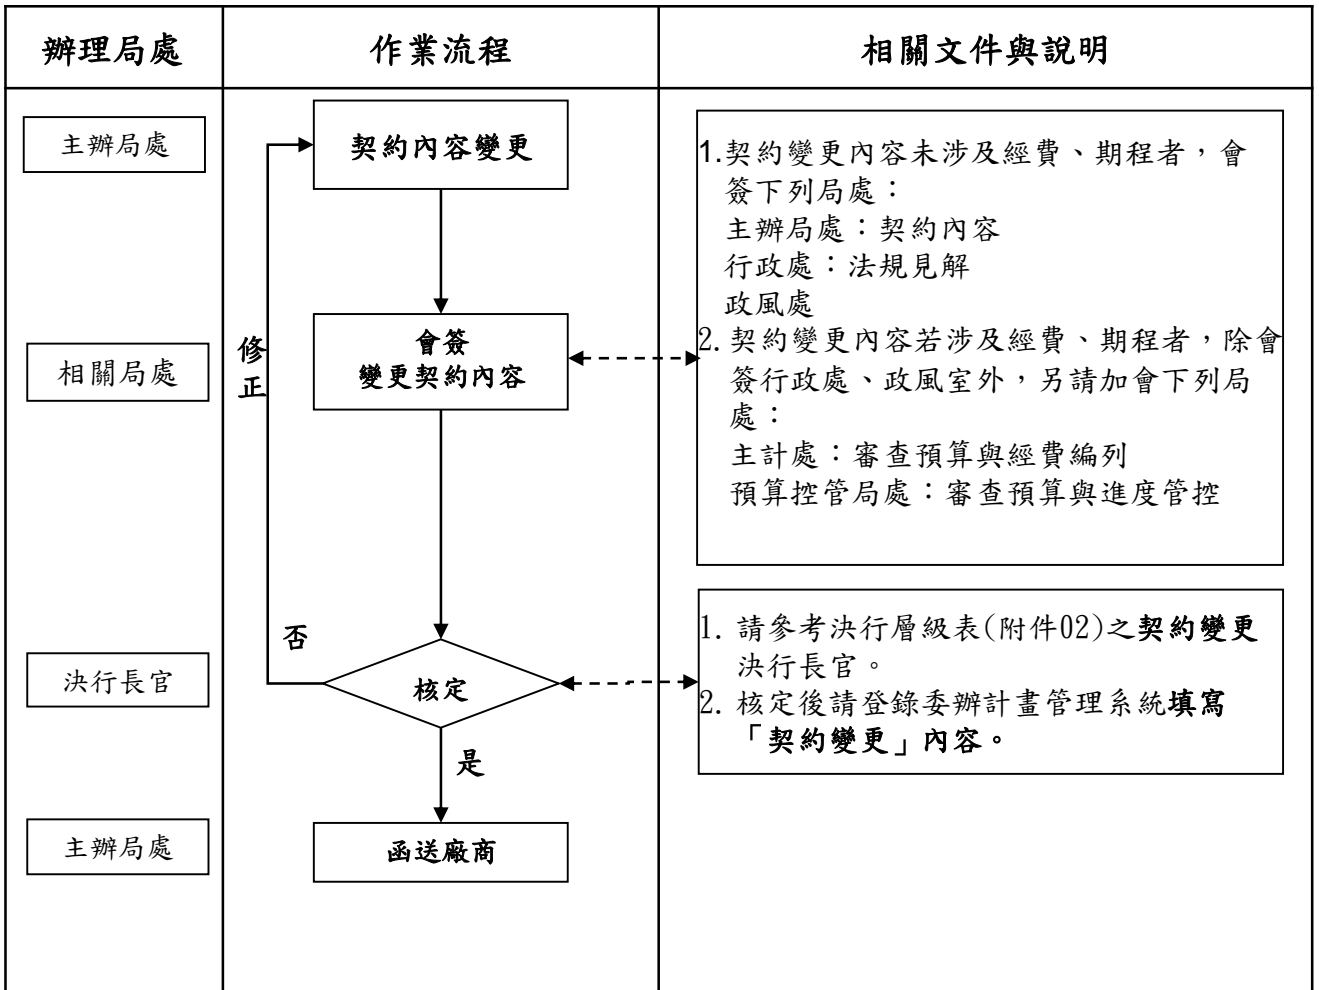 辦理局處
作業流程
相關文件與說明
主辦局處
契約內容變更
1.契約變更內容未涉及經費、期程者，會
簽下列局處：
主辦局處：契約內容
行政處：法規見解
政風處
2.契約變更內容若涉及經費、期程者，除會
簽行政處、政風室外，另請加會下列局
處：
主計處：審查預算與經費編列
預算控管局處：審查預算與進度管控
相關局處
修
正
會簽
變更契約內容
否
決行長官
核定
1. 請參考決行層級表(附件02)之契約變更
決行長官。
2. 核定後請登錄委辦計畫管理系統填寫
「契約變更」內容。
是
主辦局處
函送廠商